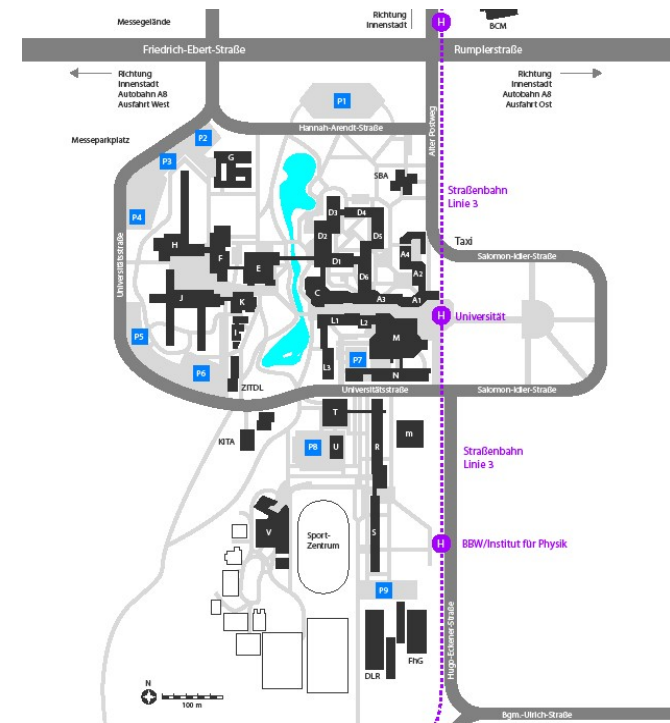 Messegelände
Richtung
Innenstadt
H
BCM
Friedrich-Ebert-Straße
Rumplerstraße
Richtung
Innenstadt
Autobahn A8
Ausfahrt West
Richtung
Innenstadt
Autobahn A8
Ausfahrt Ost
P1
Hannah-Arendt-Straße
Alter Postweg
Messeparkplatz
P2
P3
G
SBA
P4
Straßenbahn
Linie 3
D3
D4
D2
D5
Taxi
H
F
E
D1
D6
A4
A2
Salomon-Idler-Straße
Universitätsstraße
J
K
C
A3
A1
I
L1
L2
M
H
Universität
P5
P6
L3
P7
N
ZITDL
Universitätsstraße
Salomon-Idler-Straße
KITA
T
P8
U
R
m
Straßenbahn
Linie 3
V
Sport-
Zentrum
S
H
BBW/Institut für Physik
P9
DLR
FhG
Hugo-Eckener-Straße
N
100 m
Bgm.-Ulrich-Straße